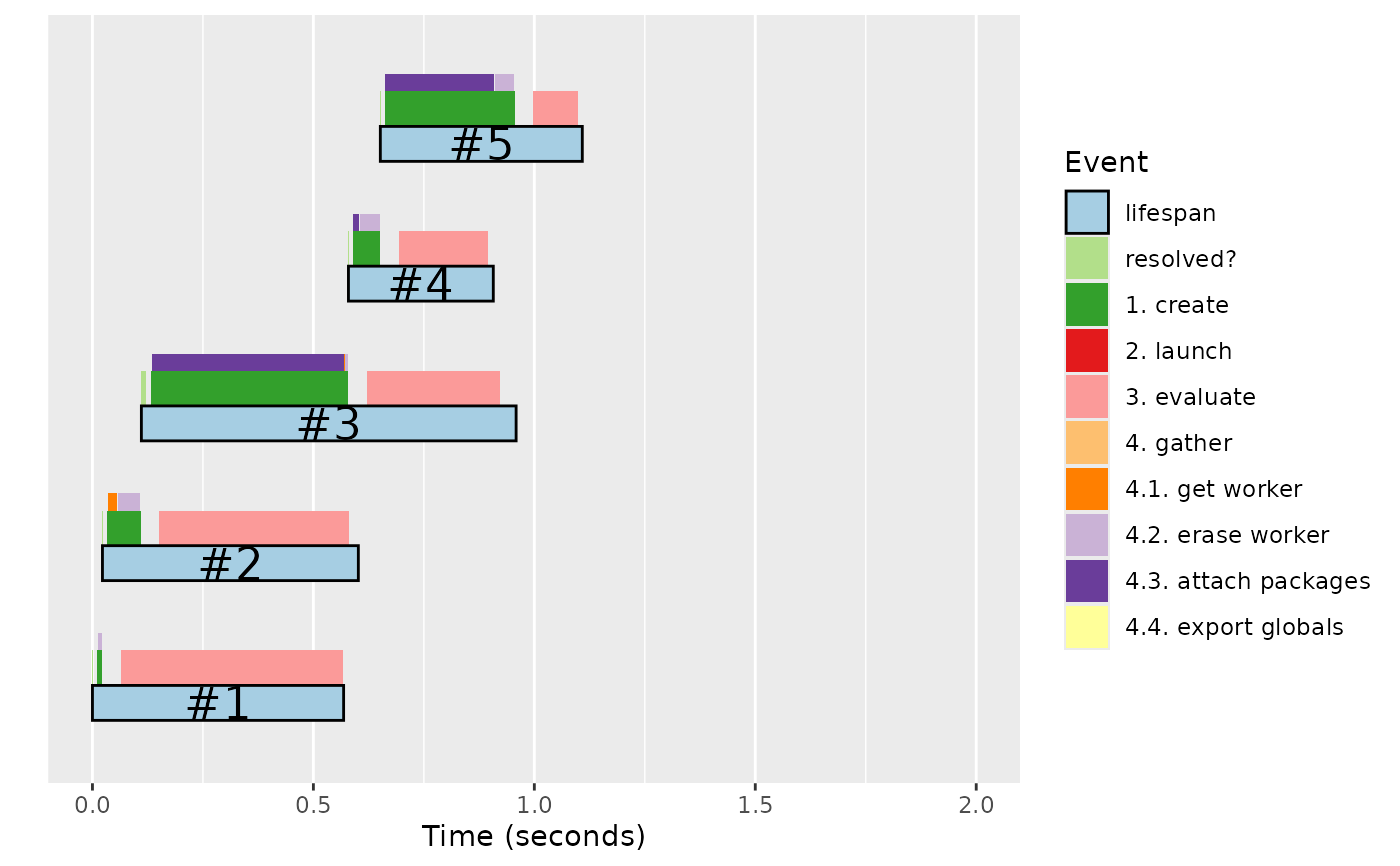 #5
#4
#3
#2
#1
0.0 0.5 1.0 1.5 2.0
Time (seconds)
Event
lifespan
resolved?
1. create
2. launch
3. evaluate
4. gather
4.1. get worker
4.2. erase worker
4.3. attach packages
4.4. export globals